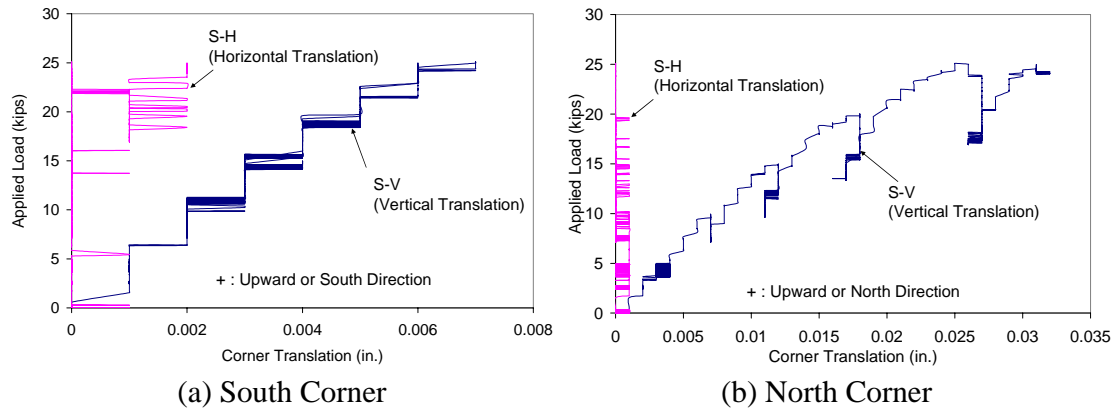 30
25
20
15
10
5
0
Applied Load (kips)
S-H
(Horizontal Translation)
S-V
(Vertical Translation)
+ : Upward or South Direction
0 0.002 0.004 0.006 0.008
Corner Translation (in.)
(a) South Corner
30
25
20
15
10
5
0
Applied Load (kips)
S-H
(Horizontal Translation)
S-V
(Vertical Translation)
+ : Upward or North Direction
0 0.005 0.01 0.015 0.02 0.025 0.03 0.035
Corner Translation (in.)
(b) North Corner